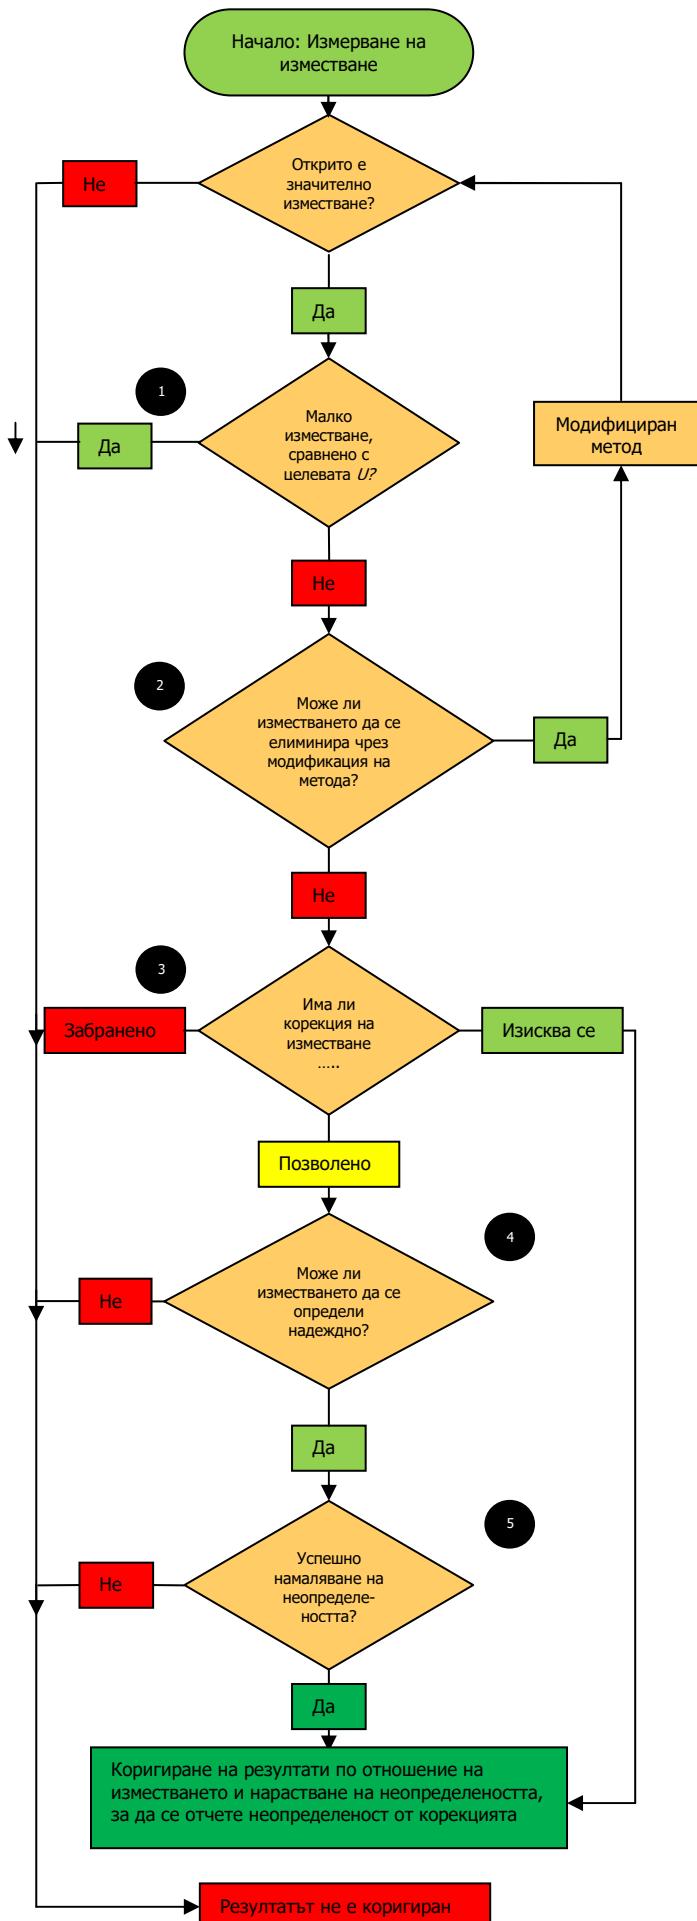 Начало: Измерване на
изместване
Открито е
значително
изместване?
Не
Да
1
Малко
изместване,
сравнено с
целевата U?
Да
Модифициран
метод
Не
2
Може ли
изместването да се
елиминира чрез
модификация на
метода?
Да
Не
3
Има ли
корекция на
изместване
…..
Забранено
Изисква се
Позволено
4
Може ли
изместването да се
определи
надеждно?
Не
Да
5
Успешно
намаляване на
неопределе-
ността?
Не
Да
Коригиране на резултати по отношение на
изместването и нарастване на неопределеността,
за да се отчете неопределеност от корекцията
Резултатът не е коригиран